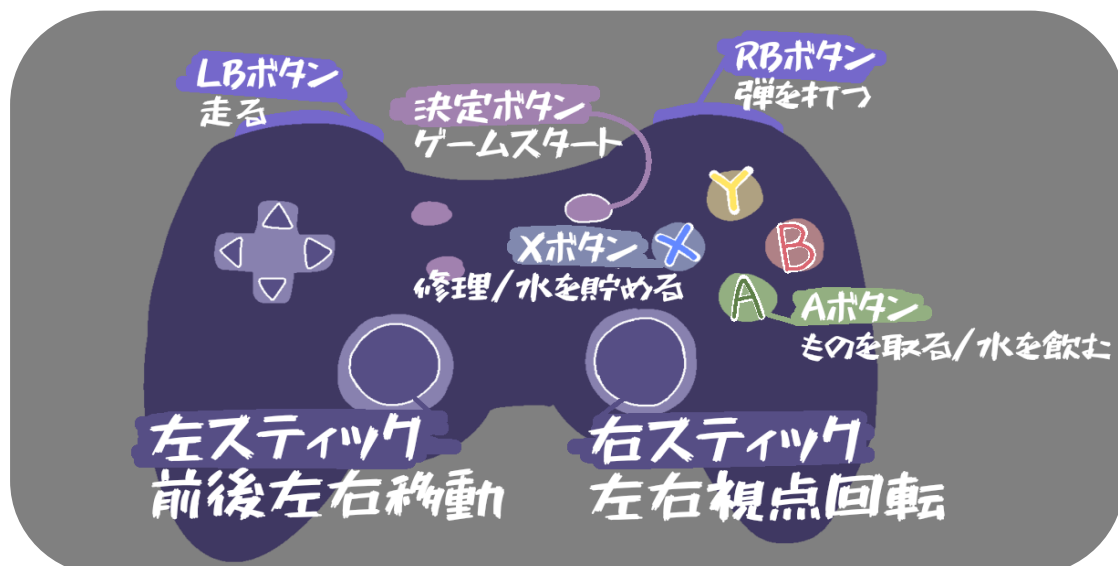 LBボタン
走る
RBボタン
弾を打つ
決定ボタン
ゲームスタート
Y
Xボタン
X
B
修理/水を貯める
A
Aボタン
ものを取る/水を飲む
左スティック
前後左右移動
右スティック
左右視点回転